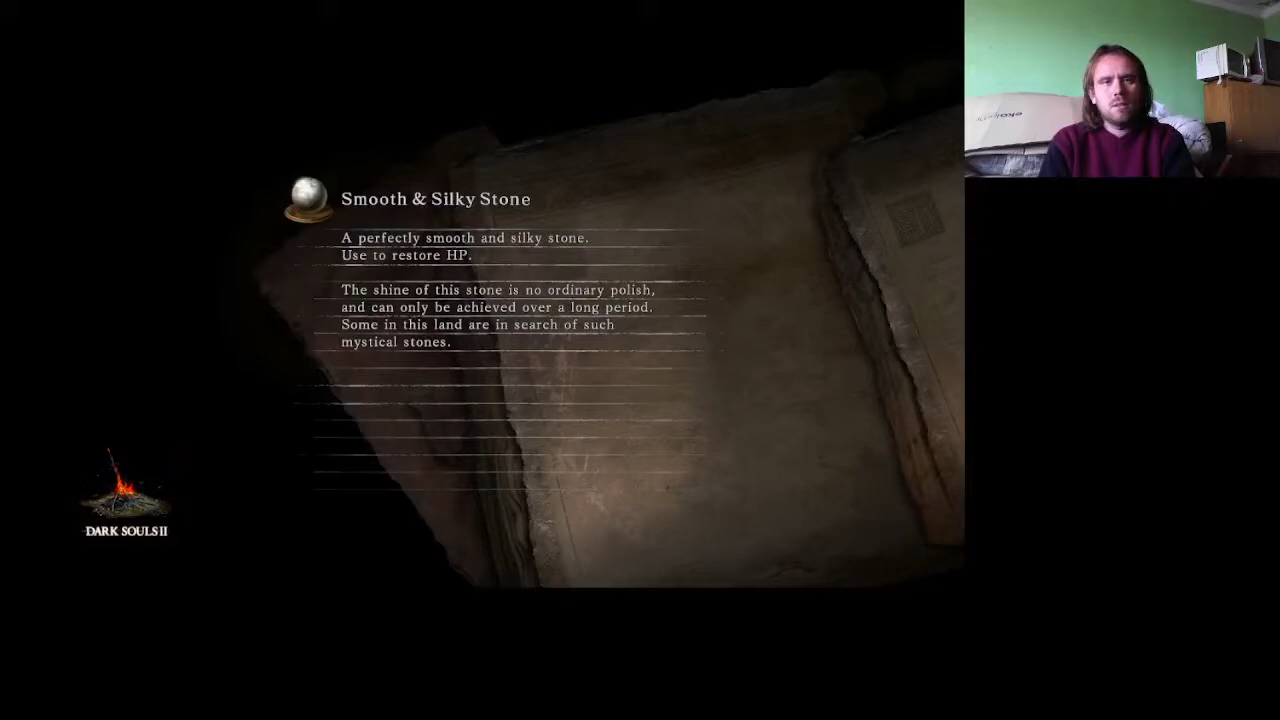 Smooth & Silky Stone
A perfectly smooth and silky stone.
Use to restore HP.
The shine of this stone is no ordinary polish,
and can only be achieved over a long period.
Some in this land are in search of such
mystical stones.
DARK SOULS II